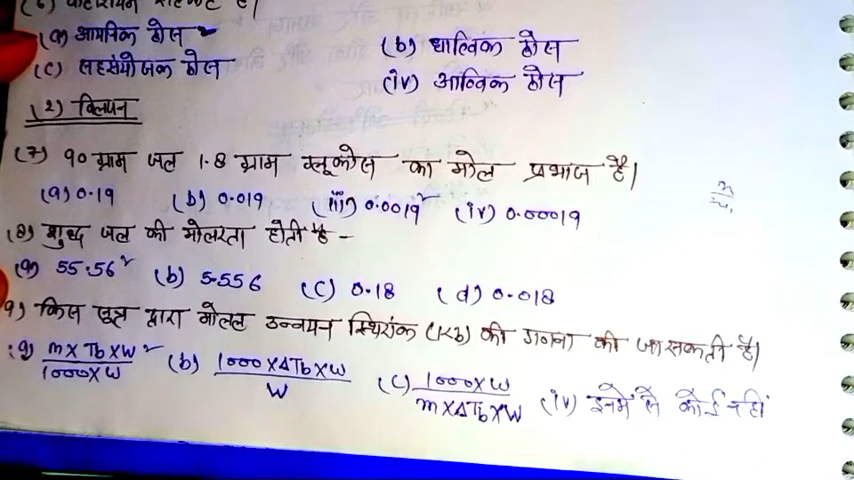 (a) आयनिक ठोस ✓ (b) धात्विक ठोस
(c) सहसंयोजक ठोस (iv) आण्विक ठोस
(2) विलयन
(7) 90 ग्राम जल 1.8 ग्राम ग्लूकोस का मोल प्रभाज है।
(a) 0.19 (b) 0.019 (iii) 0.0019 ✓ (iv) 0.00019
(8) शुद्ध जल की मोलरता होती है -
(a) 55.56 ✓ (b) 5.556 (c) 0.18 (d) 0.018
9) किस सूत्र द्वारा मोलल उन्नयन स्थिरांक (Kb) की गणना की जा सकती है।
(a) m×Tb×W / 1000×w ✓ (b) 1000×ΔTb×w / W (c) 1000×w / m×ΔTb×W (iv) इनमें से कोई नहीं